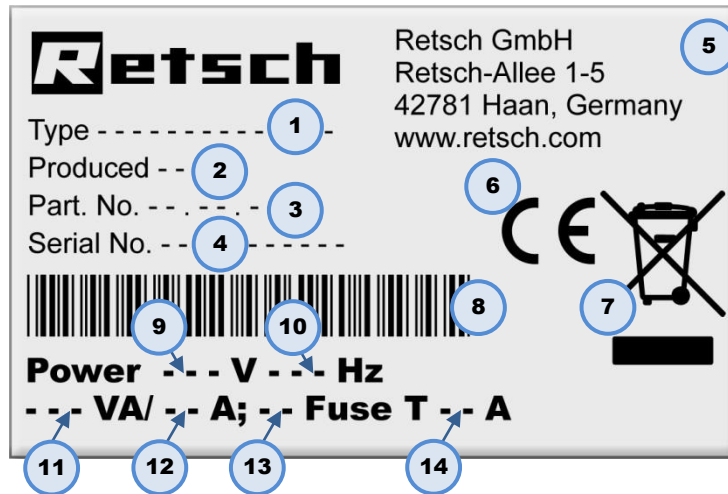 Retsch
Retsch GmbH
Retsch-Allee 1-5
42781 Haan, Germany
www.retsch.com
5
Type - - - - - - - - - - - 1 -
Produced - - 2
Part. No. - - . - - . - 3
Serial No. - - 4 - - - - - -
6
CE
7
8
9
10
Power - - - V - - - Hz
- - - VA/ - - A; - - Fuse T - - A
11
12
13
14